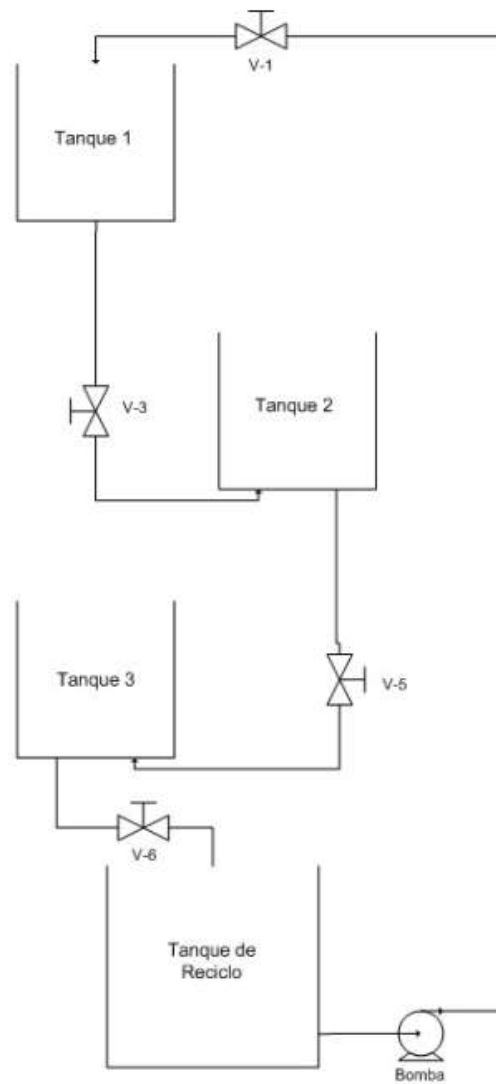 V-1
Tanque 1
V-3
Tanque 2
Tanque 3
V-5
V-6
Tanque de
Reciclo
Bomba